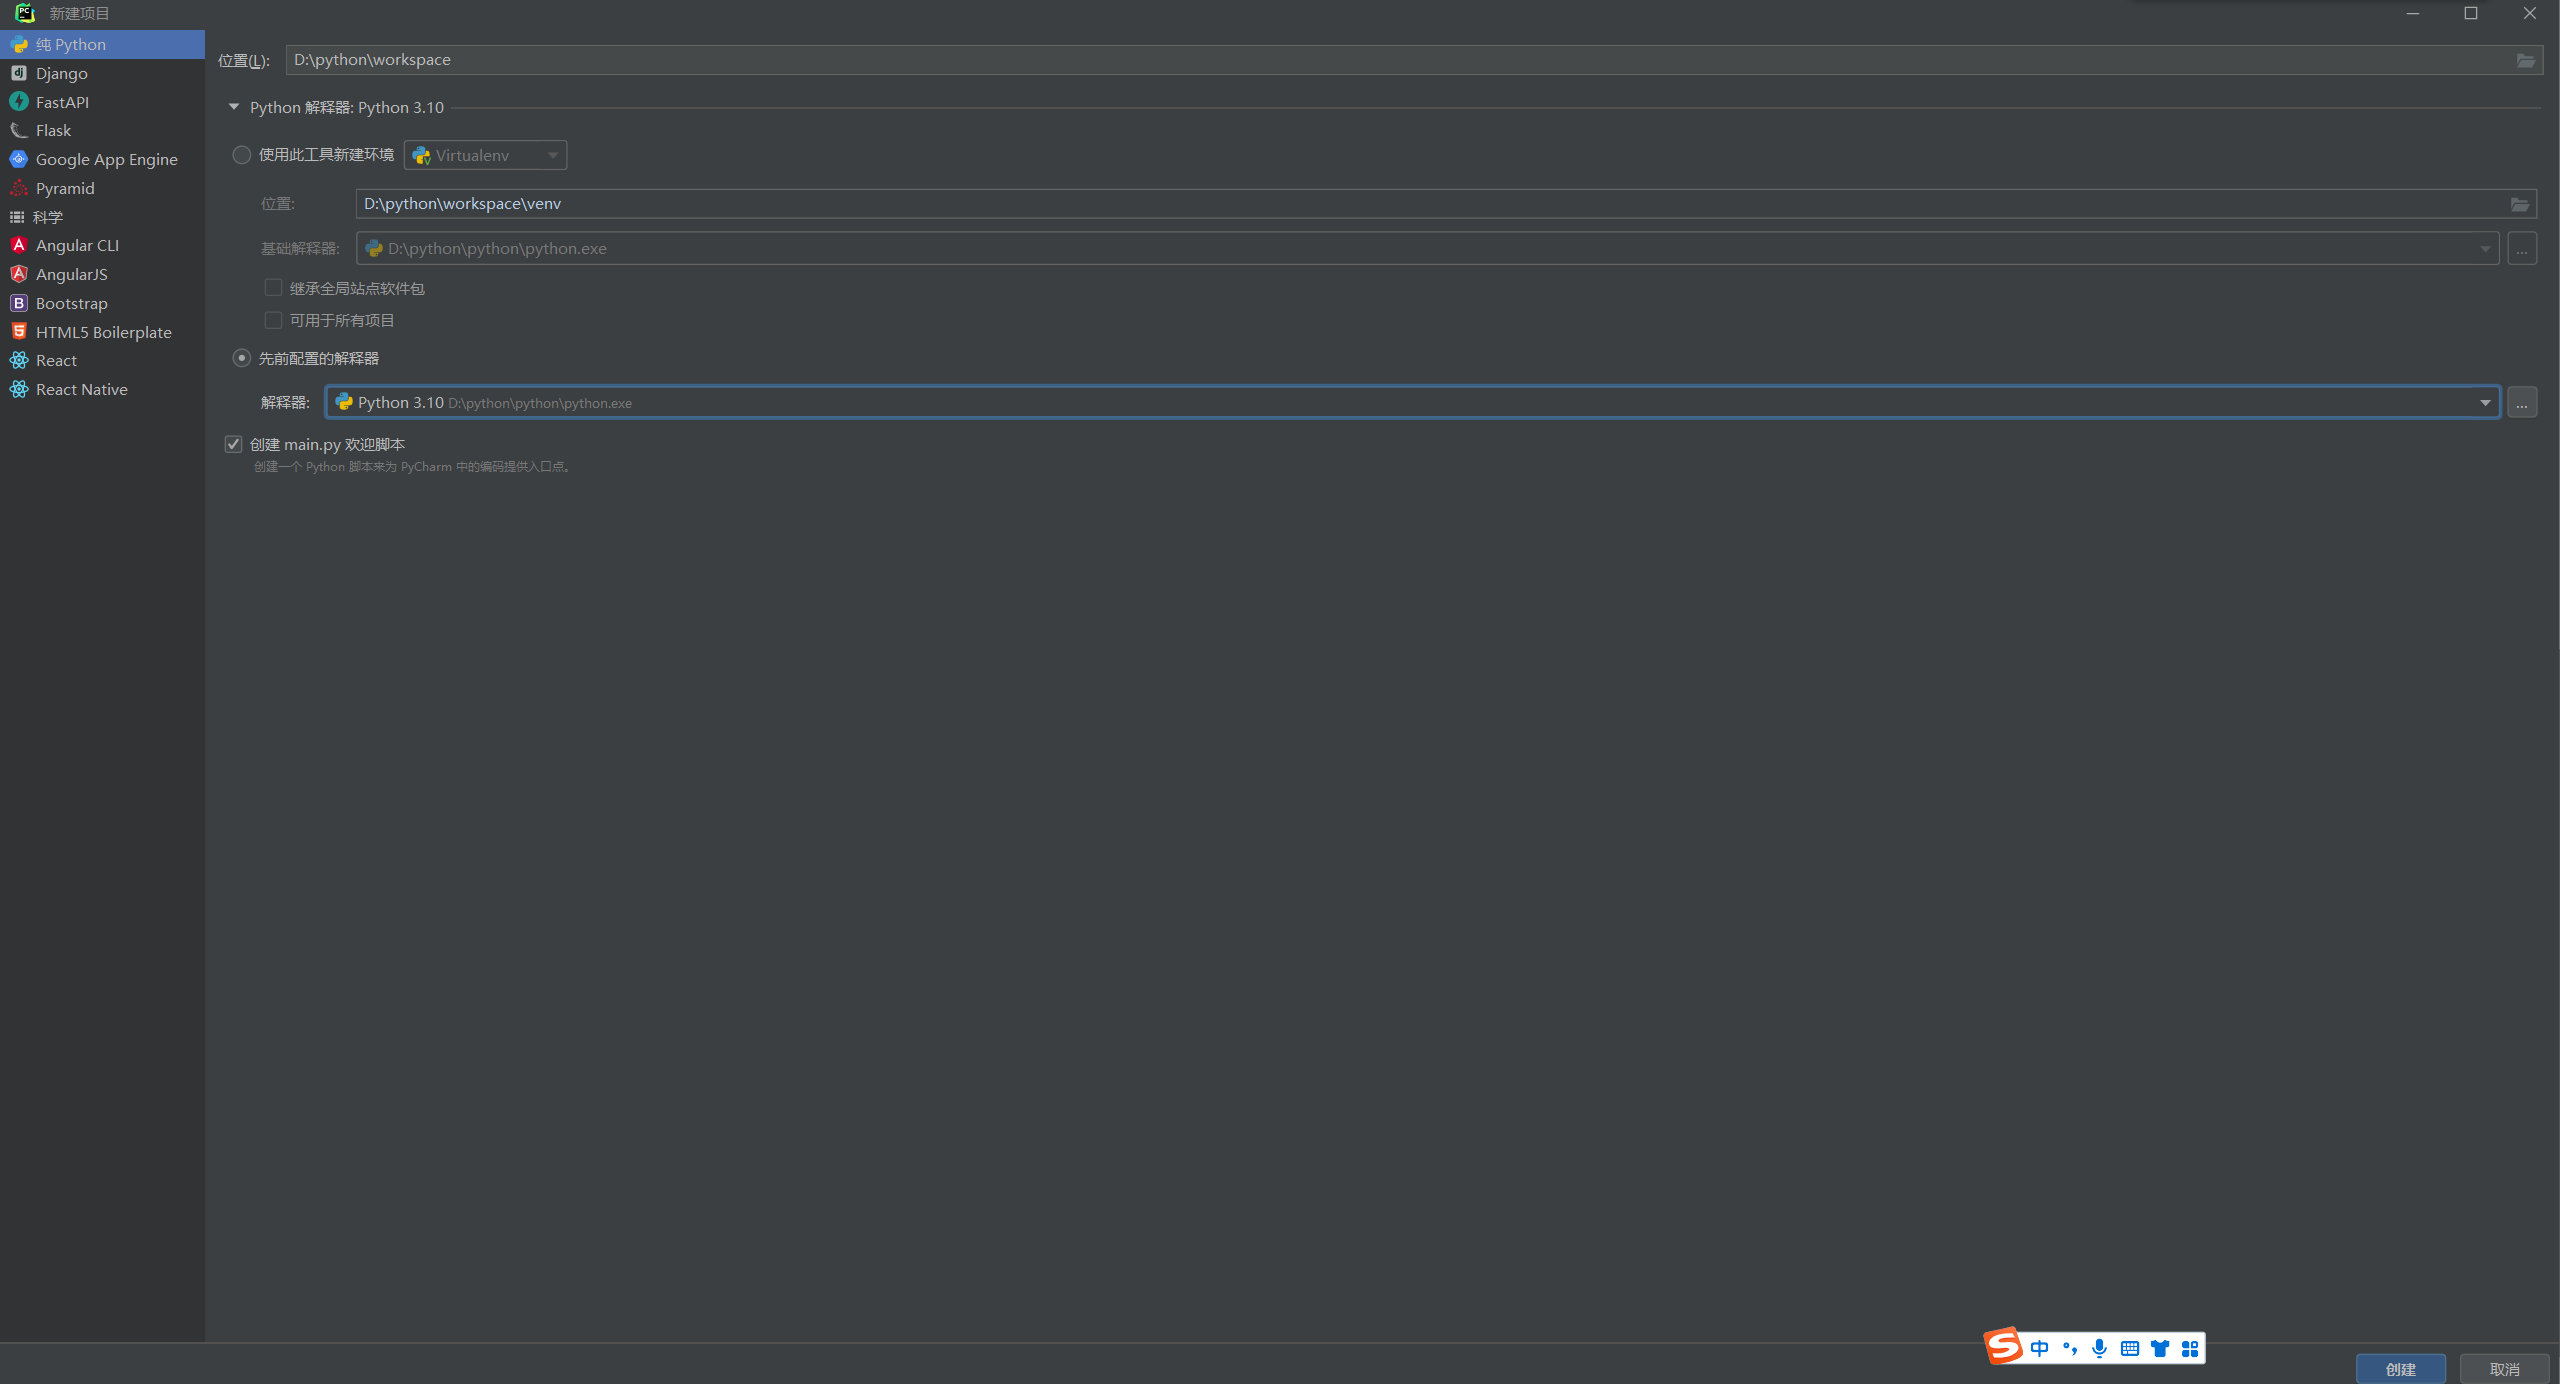 新建项目
纯 Python
Django
FastAPI
Flask
Google App Engine
Pyramid
科学
Angular CLI
AngularJS
Bootstrap
HTML5 Boilerplate
React
React Native
位置(L): D:\python\workspace
Python 解释器: Python 3.10
使用此工具新建环境 Virtualenv
位置: D:\python\workspace\venv
基础解释器: D:\python\python\python.exe ...
继承全局站点软件包
可用于所有项目
先前配置的解释器
解释器: Python 3.10 D:\python\python\python.exe ...
创建 main.py 欢迎脚本
创建一个 Python 脚本来为 PyCharm 中的编码提供入口点。
中
创建 取消